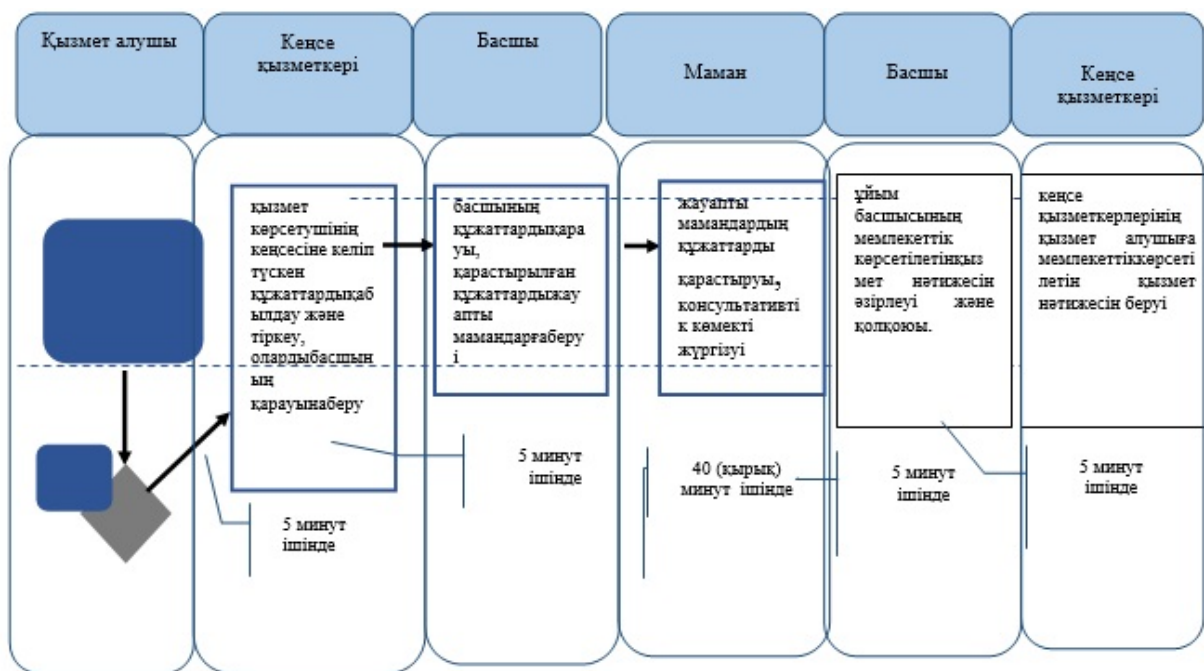 Қызмет алушы
Кеңсе
қызметкері
Басшы
Маман
Басшы
Кеңсе
қызметкері
қызмет
көрсетушінің
кеңсесіне келіп
түскен
құжаттардықаб
ылдау және
тіркеу,
олардыбасшын
ың
қарауынаберу
басшының
құжаттардықара
уы,
қарастырылған
құжаттардыжау
апты
мамандарғаберу
і
жауапты
мамандардың
құжаттарды
қарастыруы,
консультативті
к көмекті
жүргізуі
ұйым
басшысының
мемлекеттік
көрсетілетінқыз
мет нәтижесін
әзірлеуі және
қолқоюы.
кеңсе
қызметкерлерінің
қызмет алушыға
мемлекеттіккөрсеті
летін қызмет
нәтижесін беруі
5 минут
ішінде
5 минут
ішінде
40 (қырық)
минут ішінде
5 минут
ішінде
5 минут
ішінде